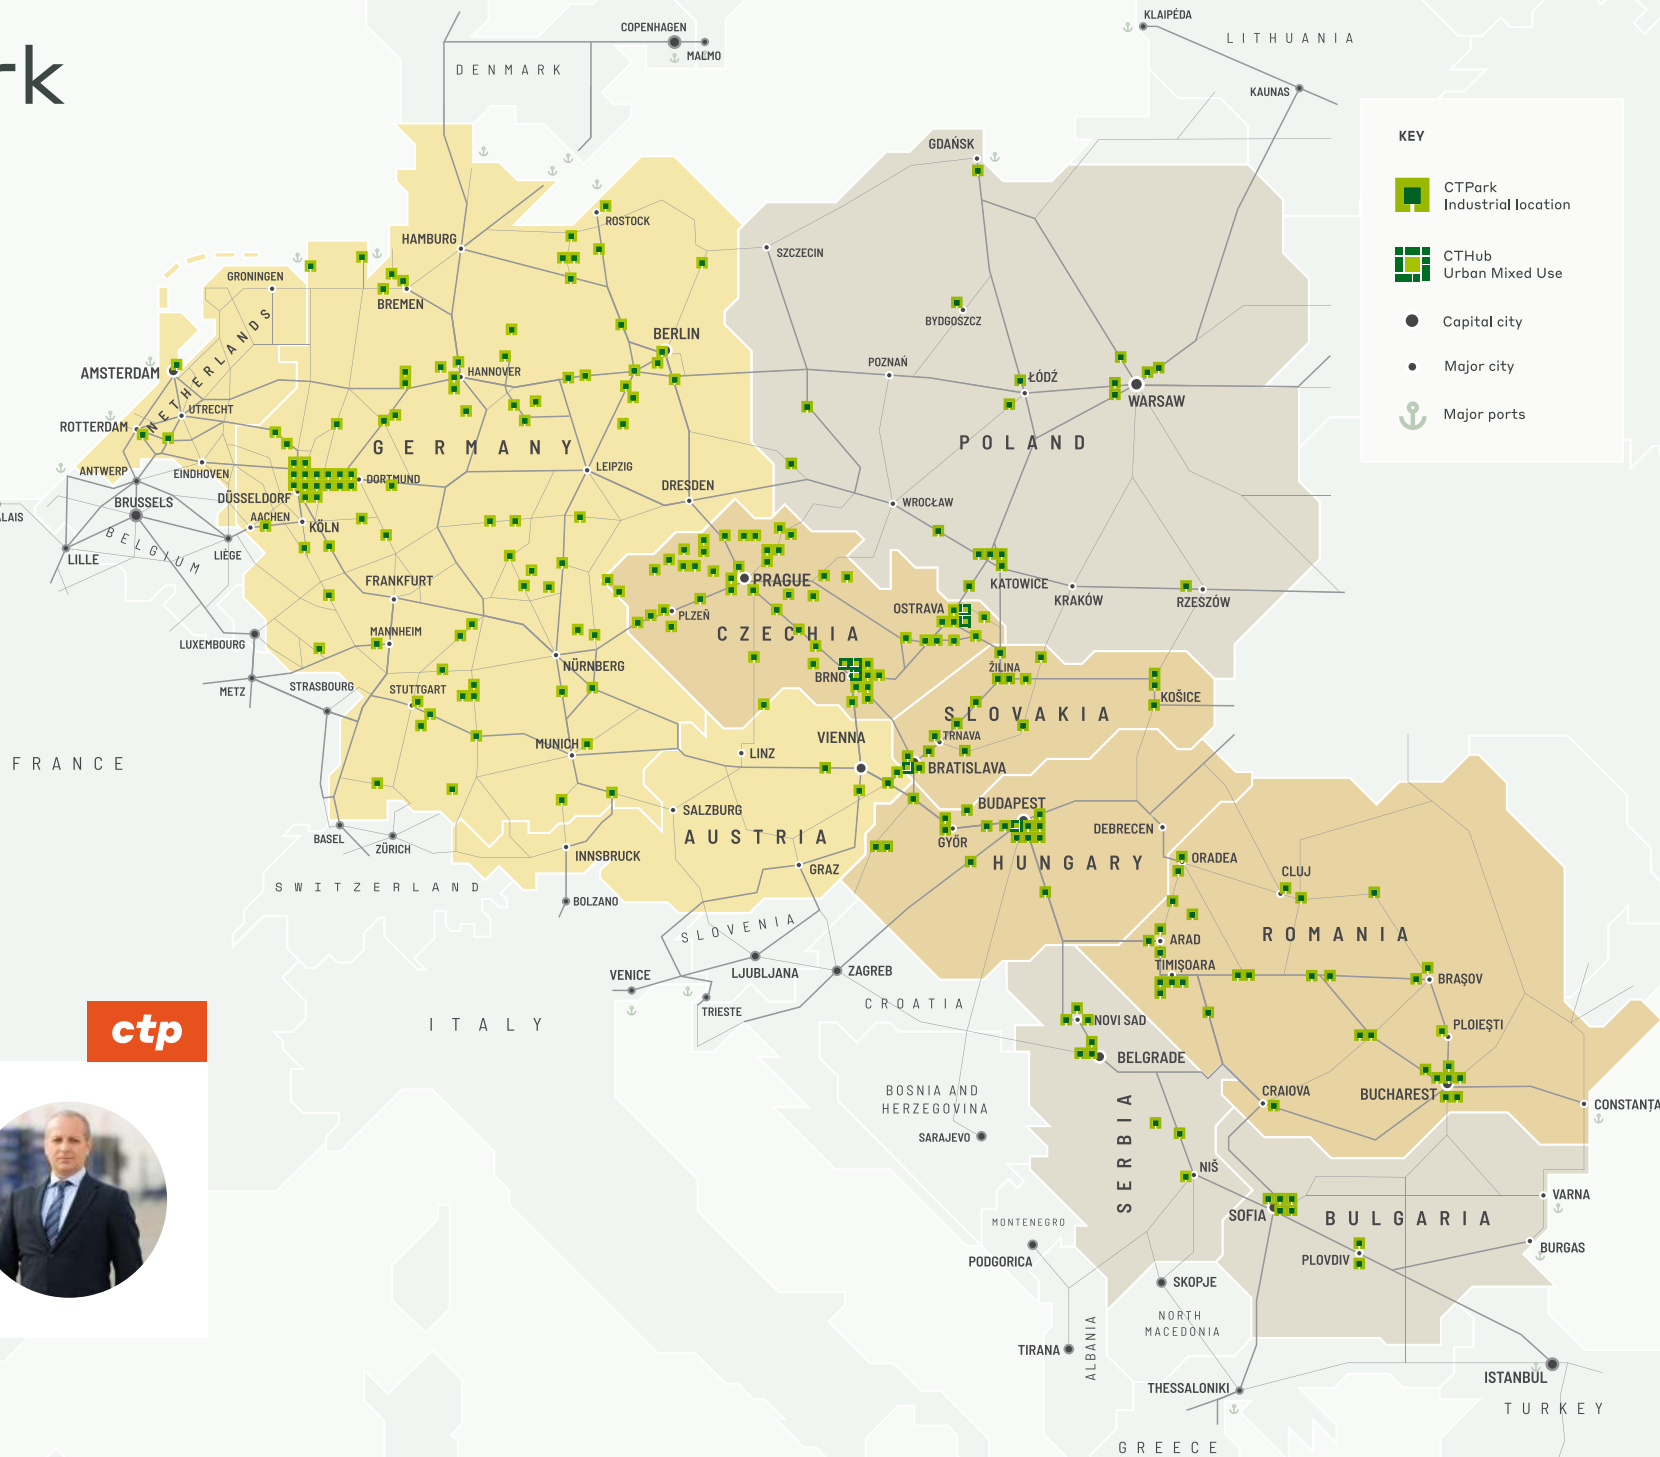 rk
KEY
CTPark
Industrial location
CTHub
Urban Mixed Use
Capital city
Major city
Major ports
COPENHAGEN
MALMO
DENMARK
KLAIPĖDA
LITHUANIA
KAUNAS
GDAŃSK
ROSTOCK
HAMBURG
SZCZECIN
GRONINGEN
BREMEN
BYDGOSZCZ
BERLIN
NETHERLANDS
AMSTERDAM
HANNOVER
POZNAŃ
ŁÓDŹ
WARSAW
UTRECHT
ROTTERDAM
GERMANY
POLAND
ANTWERP
EINDHOVEN
DORTMUND
LEIPZIG
DRESDEN
DÜSSELDORF
BRUSSELS
WROCŁAW
LAIS
AACHEN
KÖLN
BELGIUM
LIÈGE
LILLE
FRANKFURT
PRAGUE
KATOWICE
KRAKÓW
RZESZÓW
OSTRAVA
PLZEŇ
CZECHIA
MANNHEIM
LUXEMBOURG
NÜRNBERG
ŽILINA
BRNO
METZ
STRASBOURG
STUTTGART
KOŠICE
SLOVAKIA
TRNAVA
VIENNA
MUNICH
LINZ
FRANCE
BRATISLAVA
BUDAPEST
SALZBURG
DEBRECEN
AUSTRIA
GYŐR
BASEL
ZÜRICH
INNSBRUCK
HUNGARY
ORADEA
GRAZ
CLUJ
SWITZERLAND
BOLZANO
SLOVENIA
ROMANIA
ARAD
TIMIȘOARA
VENICE
LJUBLJANA
ZAGREB
BRAȘOV
CROATIA
TRIESTE
NOVI SAD
PLOIEȘTI
ITALY
ctp
BELGRADE
BOSNIA AND
HERZEGOVINA
CRAIOVA
BUCHAREST
CONSTANȚA
SARAJEVO
SERBIA
NIŠ
VARNA
SOFIA
BULGARIA
MONTENEGRO
PODGORICA
PLOVDIV
BURGAS
SKOPJE
NORTH
MACEDONIA
TIRANA
ALBANIA
ISTANBUL
THESSALONIKI
TURKEY
GREECE